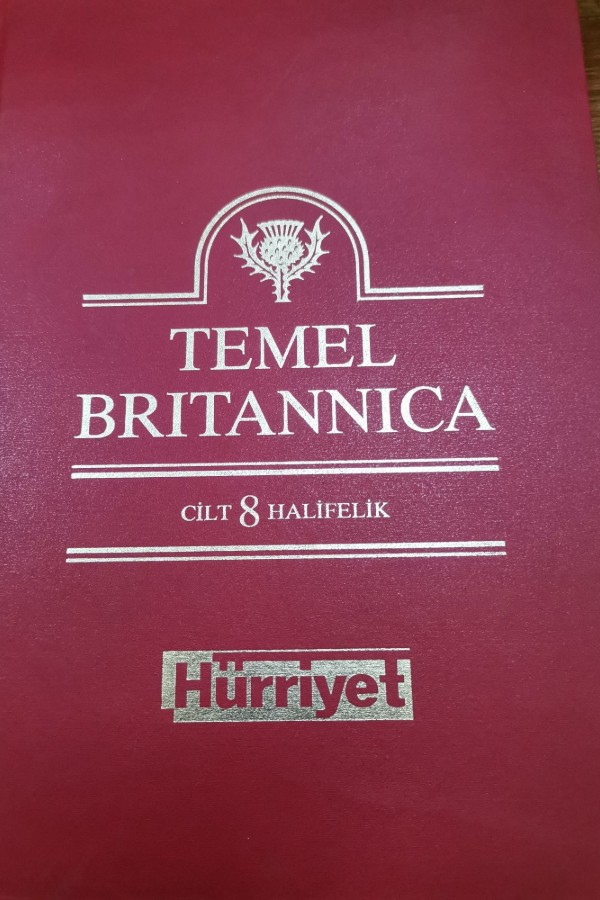 TEMEL
BRITANNICA
CİLT 8 HALİFELİK
Hürriyet